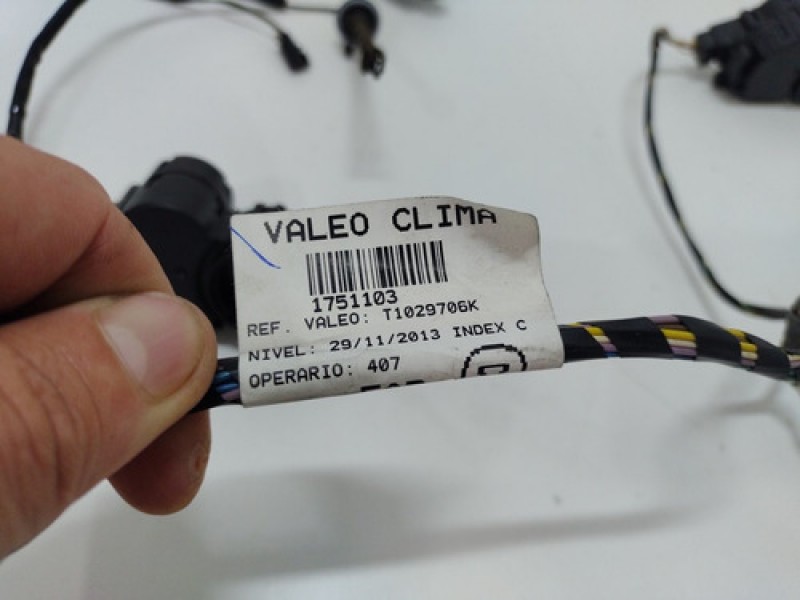 VALEO CLIMA
1751103
REF. VALEO: T1029706K
NIVEL: 29/11/2013 INDEX C
OPERARIO: 407